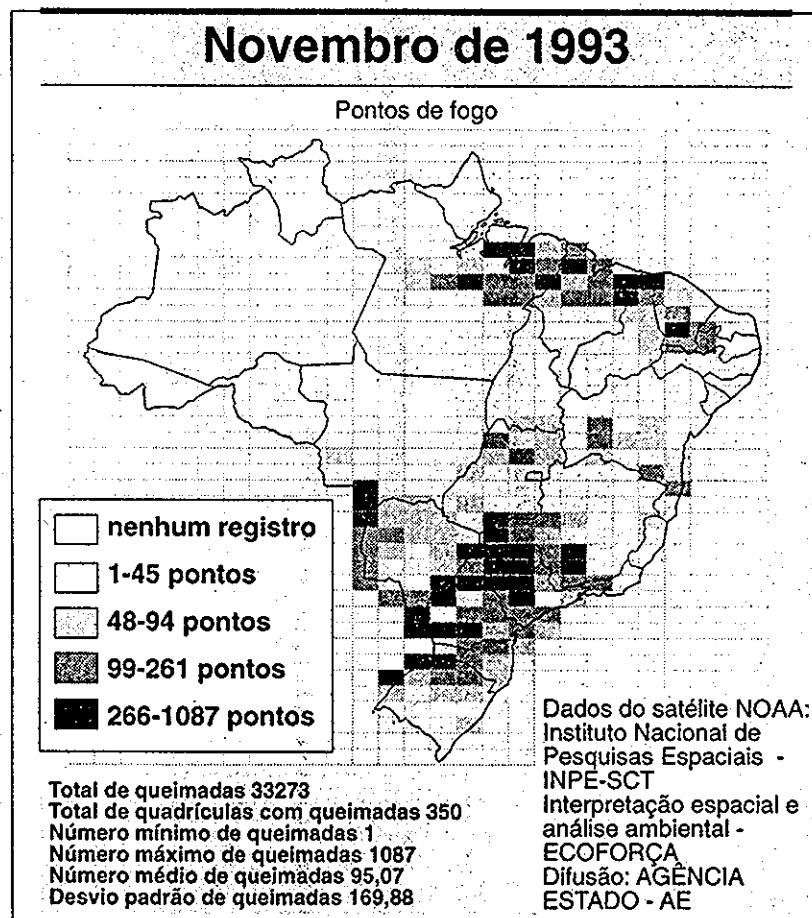 Novembro de 1993
Pontos de fogo
nenhum registro
1-45 pontos
48-94 pontos
99-261 pontos
266-1087 pontos
Total de queimadas 33273
Total de quadrículas com queimadas 350
Número mínimo de queimadas 1
Número máximo de queimadas 1087
Número médio de queimadas 95,07
Desvio padrão de queimadas 169,88
Dados do satélite NOAA:
Instituto Nacional de
Pesquisas Espaciais -
INPE-SCT
Interpretação espacial e
análise ambiental -
ECOFORÇA
Difusão: AGÊNCIA
ESTADO - AE